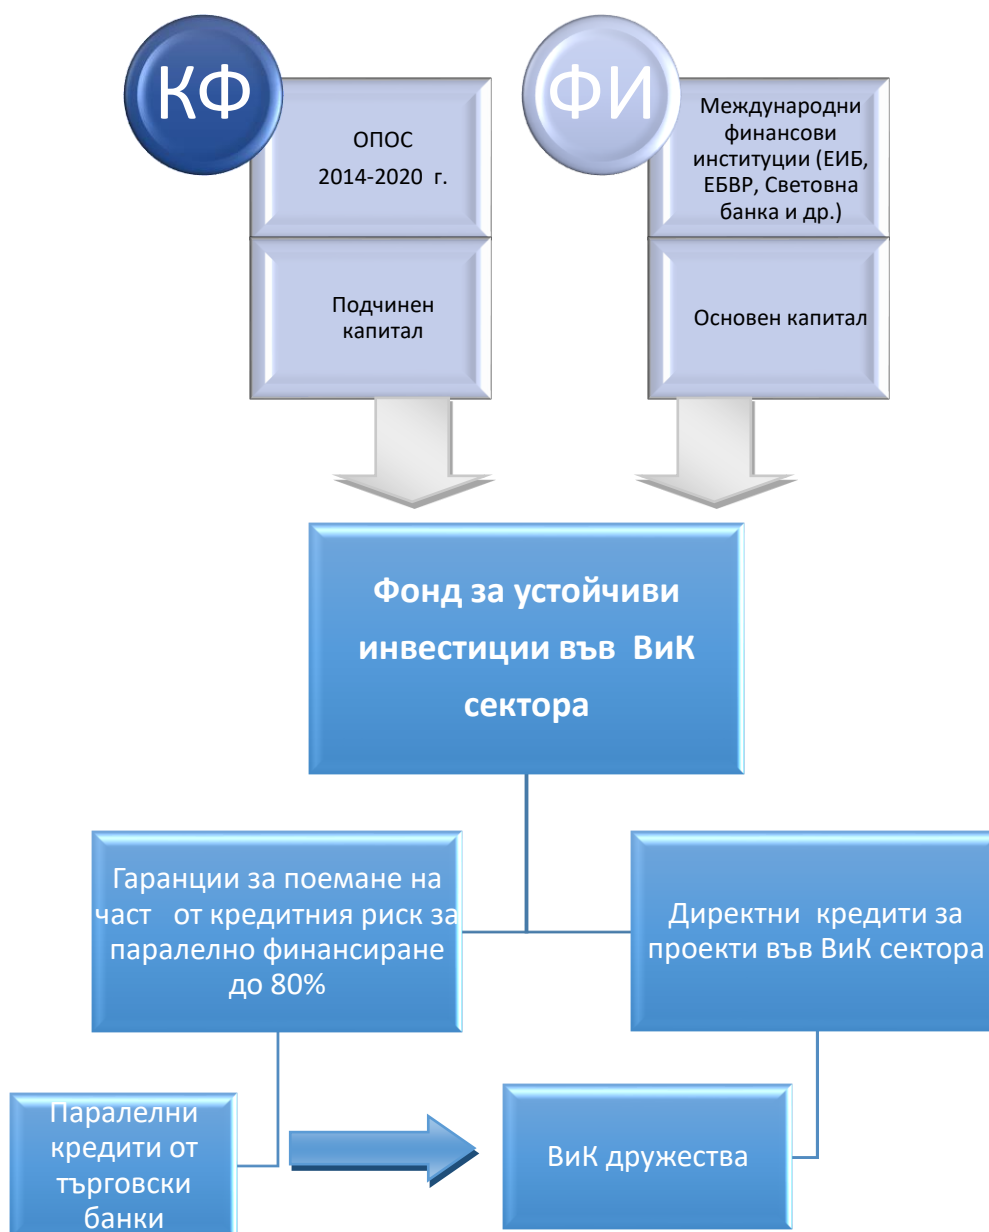 КФ
ОПОС
2014-2020 г.
Подчинен
капитал
ФИ
Международни
финансови
институции (ЕИБ,
ЕБВР, Световна
банка и др.)
Основен капитал
Фонд за устойчиви
инвестиции във ВиК
сектора
Гаранции за поемане на
част от кредитния риск за
паралелно финансиране
до 80%
Директни кредити за
проекти във ВиК сектора
Паралелни
кредити от
търговски
банки
ВиК дружества